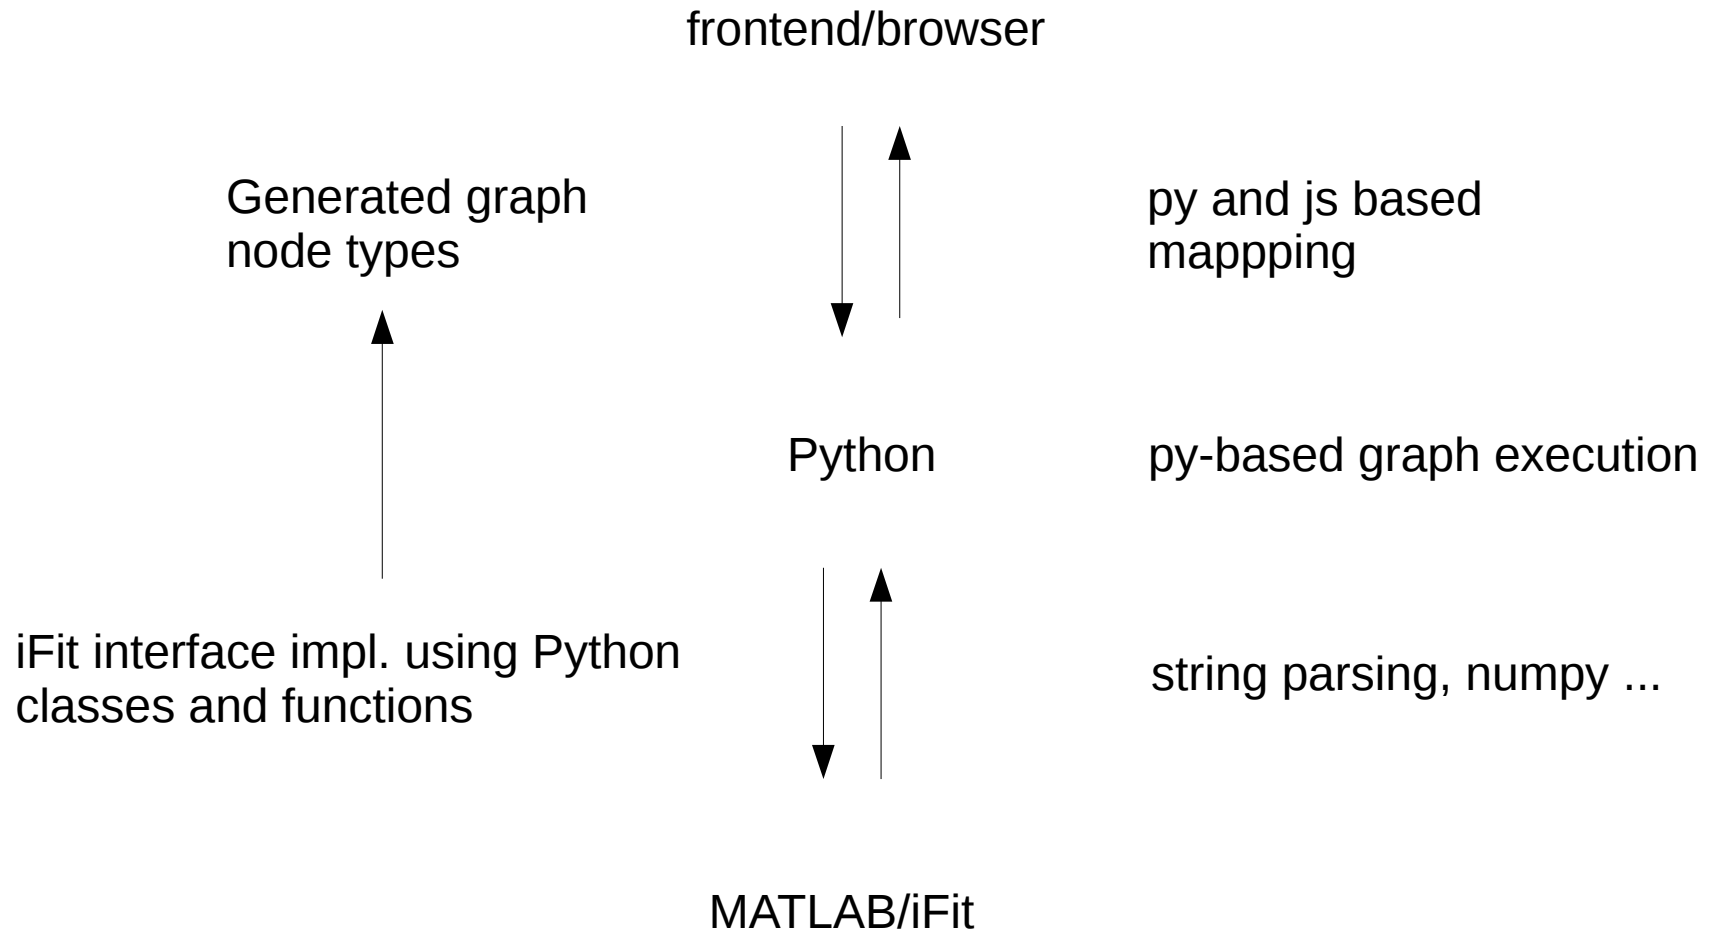 frontend/browser
Generated graph
node types
py and js based
mappping
Python
py-based graph execution
iFit interface impl. using Python
classes and functions
string parsing, numpy ...
MATLAB/iFit